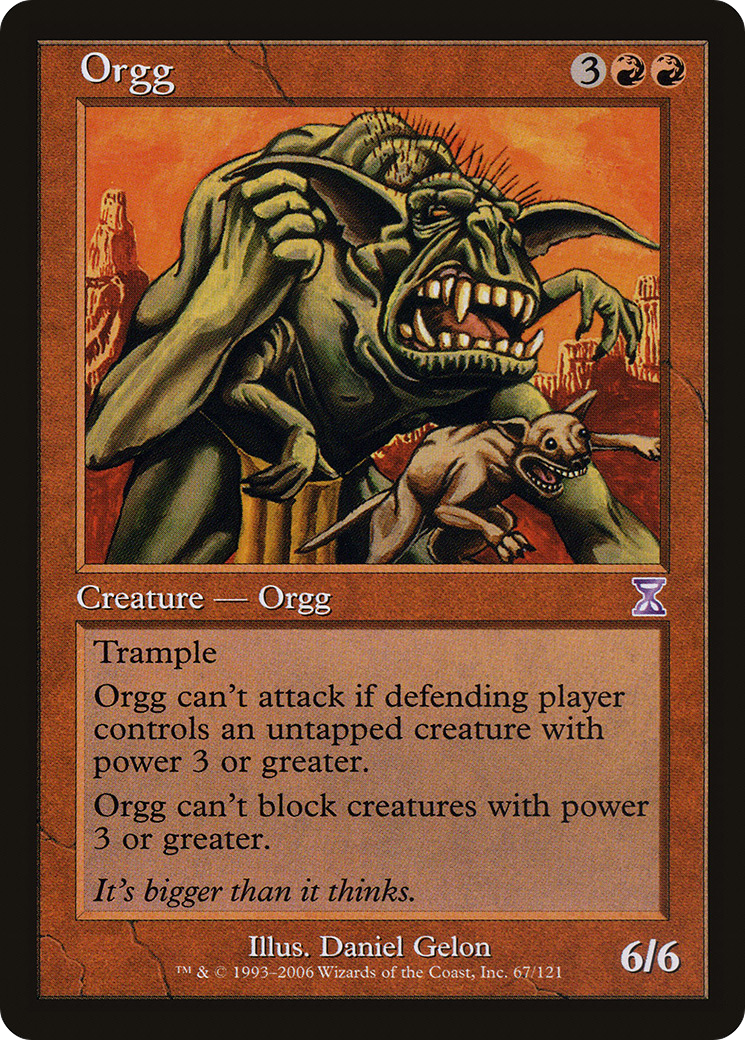 Orgg 3
Creature — Orgg
Trample
Orgg can't attack if defending player
controls an untapped creature with
power 3 or greater.
Orgg can't block creatures with power
3 or greater.
It's bigger than it thinks.
Illus. Daniel Gelon
™ & © 1993–2006 Wizards of the Coast, Inc. 67/121
6/6